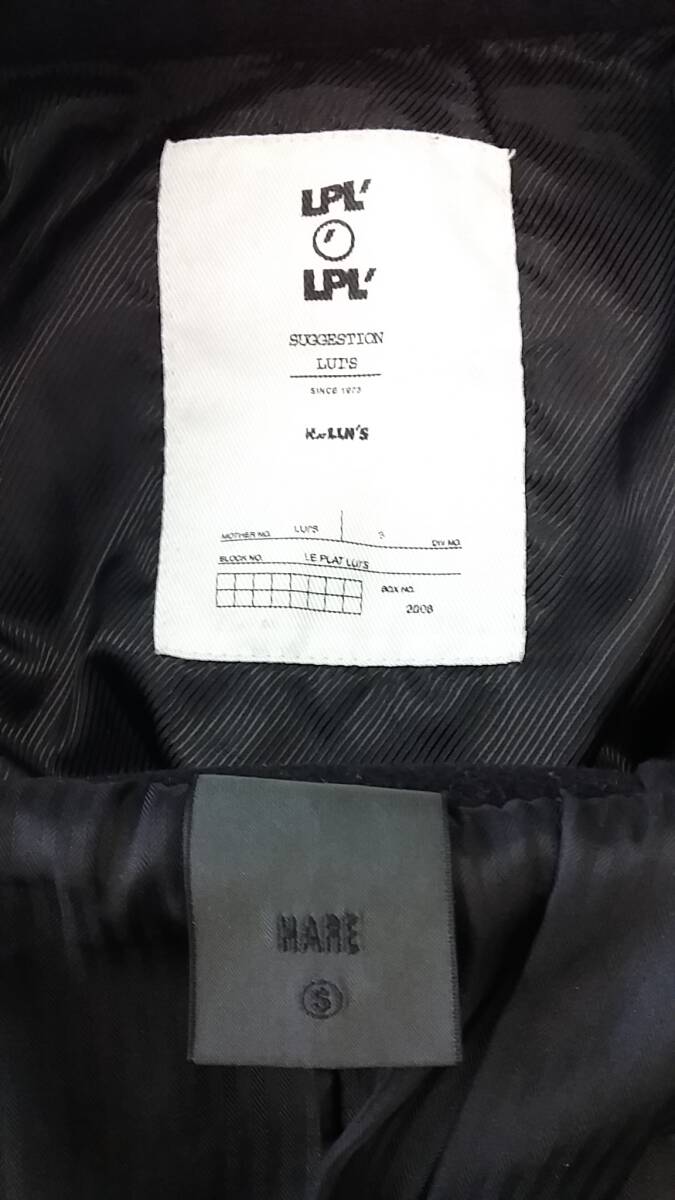 LPL'
LPL'
SUGGESTION
LUI'S
SINCE 1973
MOTHER NO. LUI'S 3 DIV NO.
BLOCK NO. LE PLAT LUI'S
BOX NO.
2008
HARE
S